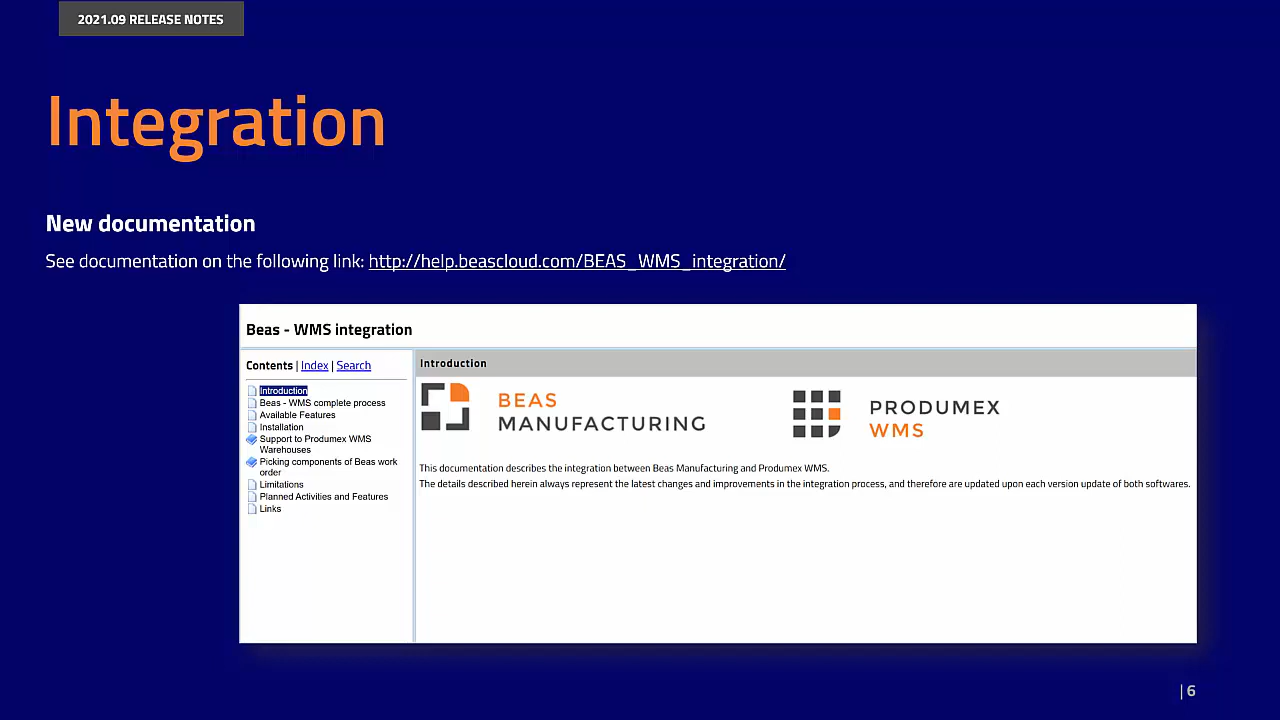 2021.09 RELEASE NOTES
Integration
New documentation
See documentation on the following link: http://help.beascloud.com/BEAS_WMS_integration/
Beas - WMS integration
Contents | Index | Search
Introduction
Beas - WMS complete process
Available Features
Installation
Support to Produmex WMS
Warehouses
Picking components of Beas work
order
Limitations
Planned Activities and Features
Links
Introduction
BEAS
MANUFACTURING
PRODUMEX
WMS
This documentation describes the integration between Beas Manufacturing and Produmex WMS.
The details described herein always represent the latest changes and improvements in the integration process, and therefore are updated upon each version update of both softwares.
| 6